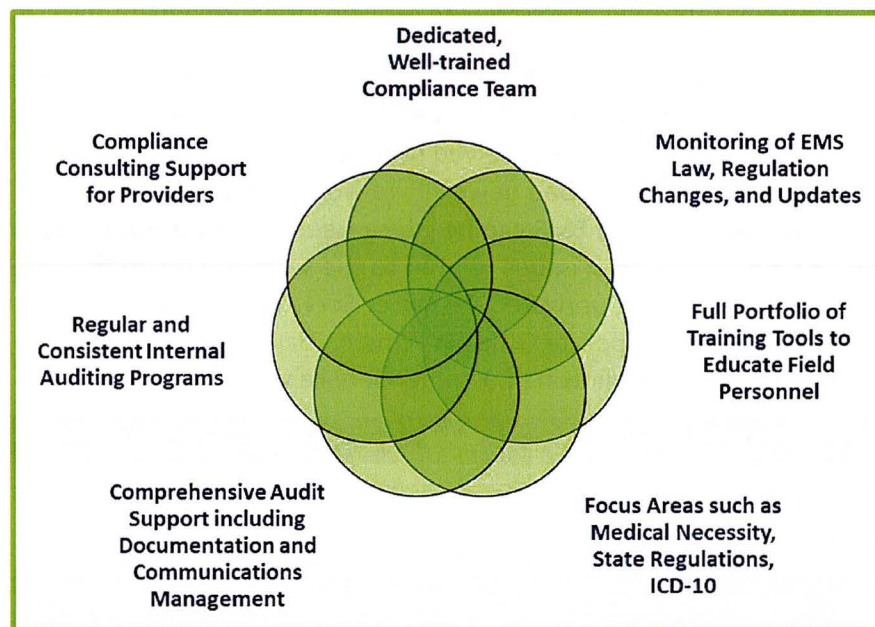 Dedicated,
Well-trained
Compliance Team
Compliance
Consulting Support
for Providers
Monitoring of EMS
Law, Regulation
Changes, and Updates
Regular and
Consistent Internal
Auditing Programs
Full Portfolio of
Training Tools to
Educate Field
Personnel
Comprehensive Audit
Support including
Documentation and
Communications
Management
Focus Areas such as
Medical Necessity,
State Regulations,
ICD-10